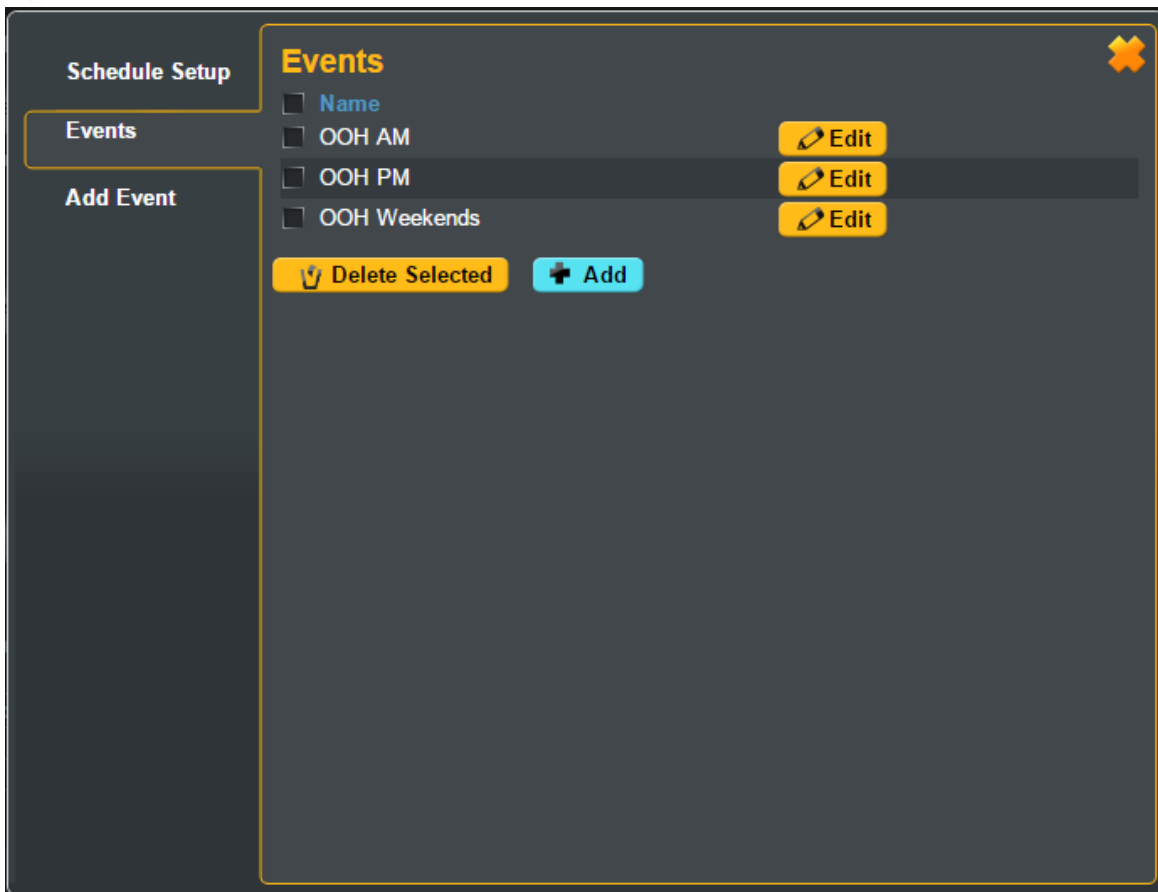 Schedule Setup
Events
Add Event
Events
Name
OOH AM Edit
OOH PM Edit
OOH Weekends Edit
Delete Selected Add